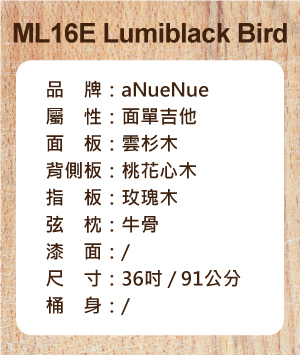 ML16E Lumiblack Bird
品　牌：aNueNue
屬　性：面單吉他
面　板：雲杉木
背側板：桃花心木
指　板：玫瑰木
弦　枕：牛骨
漆　面：/
尺　寸：36吋 / 91公分
桶　身：/